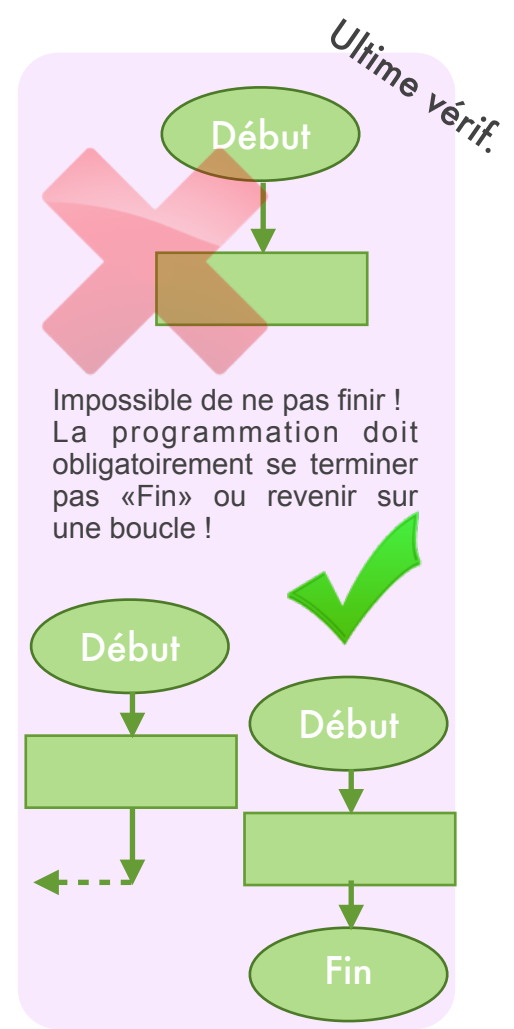 Ultime vérif.
Début
Impossible de ne pas finir !
La programmation doit
obligatoirement se terminer
pas «Fin» ou revenir sur
une boucle !
Début
Début
Fin